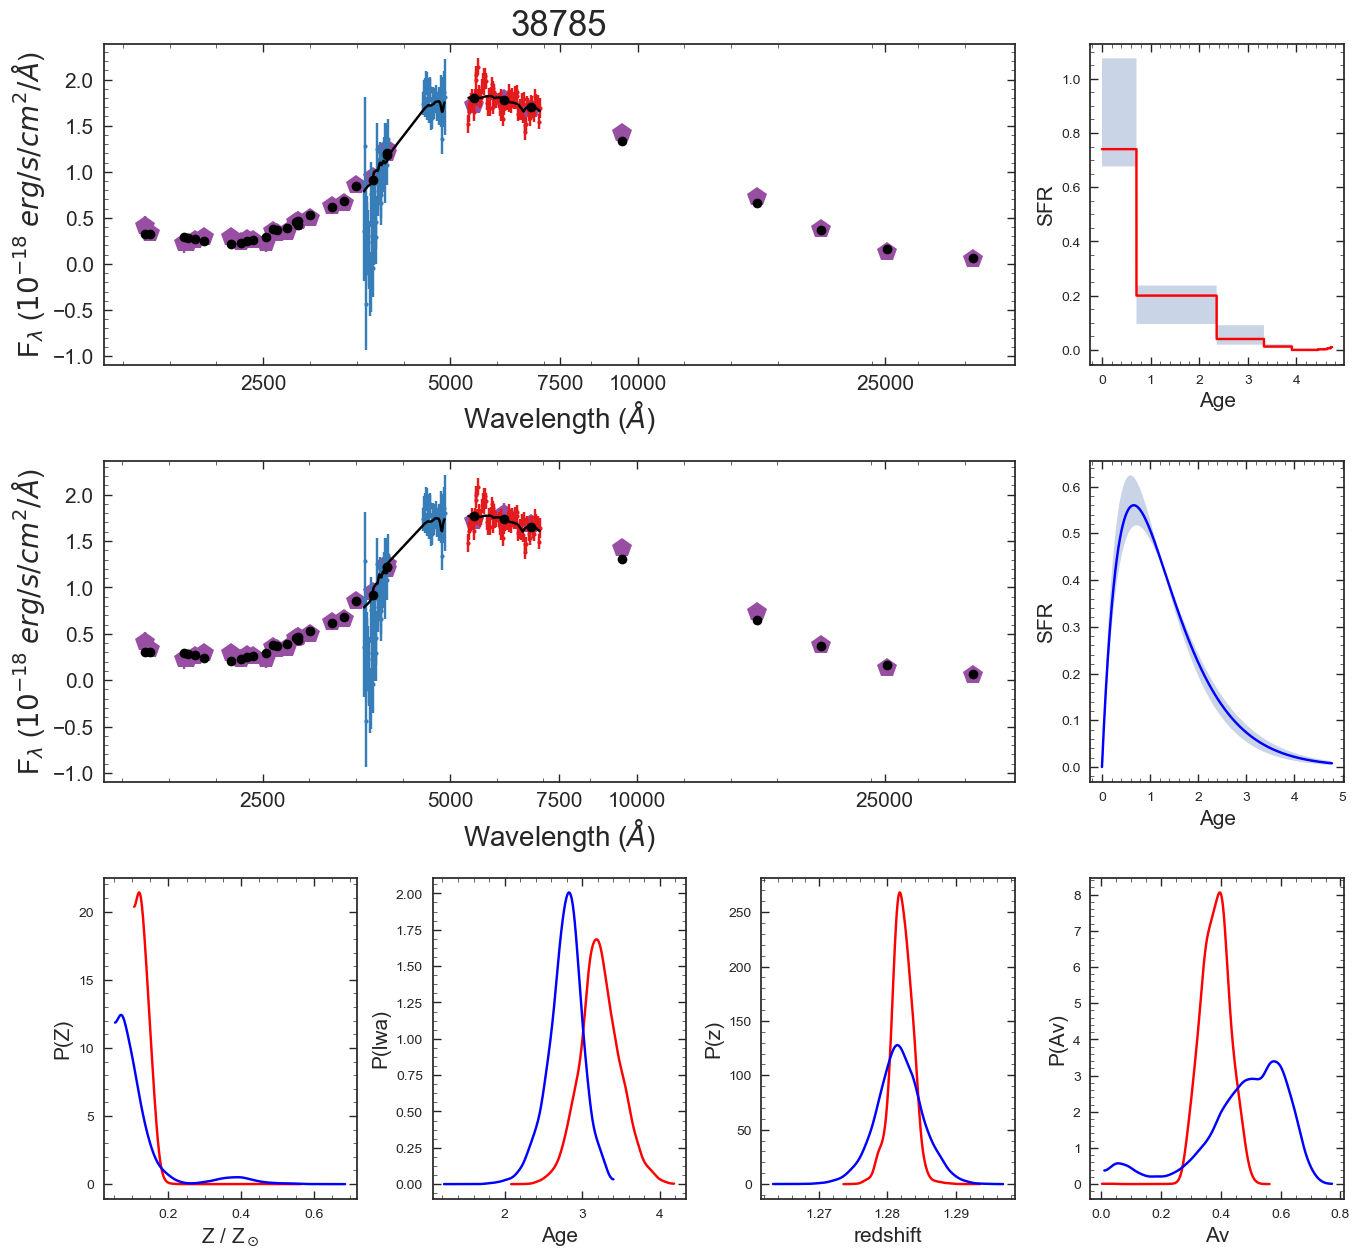 38785
F_λ (10^−18 erg/s/cm^2/Å)
2.0
1.5
1.0
0.5
0.0
−0.5
−1.0
2500 5000 7500 10000 25000
Wavelength (Å)
SFR
1.0
0.8
0.6
0.4
0.2
0.0
0 1 2 3 4
Age
F_λ (10^−18 erg/s/cm^2/Å)
2.0
1.5
1.0
0.5
0.0
−0.5
−1.0
2500 5000 7500 10000 25000
Wavelength (Å)
SFR
0.6
0.5
0.4
0.3
0.2
0.1
0.0
0 1 2 3 4 5
Age
P(Z)
20
15
10
5
0
0.2 0.4 0.6
Z / Z_⊙
P(lwa)
2.00
1.75
1.50
1.25
1.00
0.75
0.50
0.25
0.00
2 3 4
Age
P(z)
250
200
150
100
50
0
1.27 1.28 1.29
redshift
P(Av)
8
7
6
5
4
3
2
1
0
0.0 0.2 0.4 0.6 0.8
Av